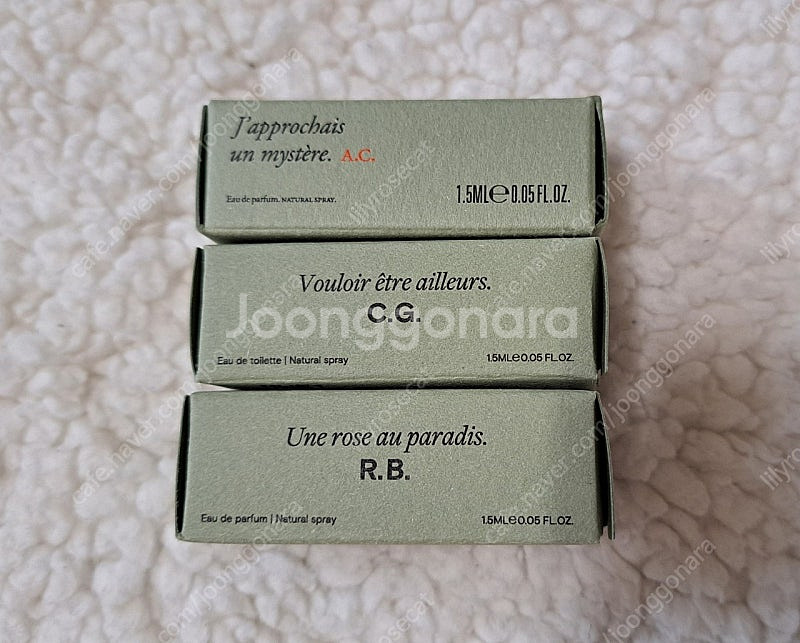 J'approchais
un mystère. A.C.
Eau de parfum. NATURAL SPRAY.
1.5ML℮0.05 FL.OZ.
Vouloir être ailleurs.
C.G.
Joonggonara
Eau de toilette | Natural spray
1.5ML℮0.05 FL.OZ.
Une rose au paradis.
R.B.
Eau de parfum | Natural spray
1.5ML℮0.05 FL.OZ.